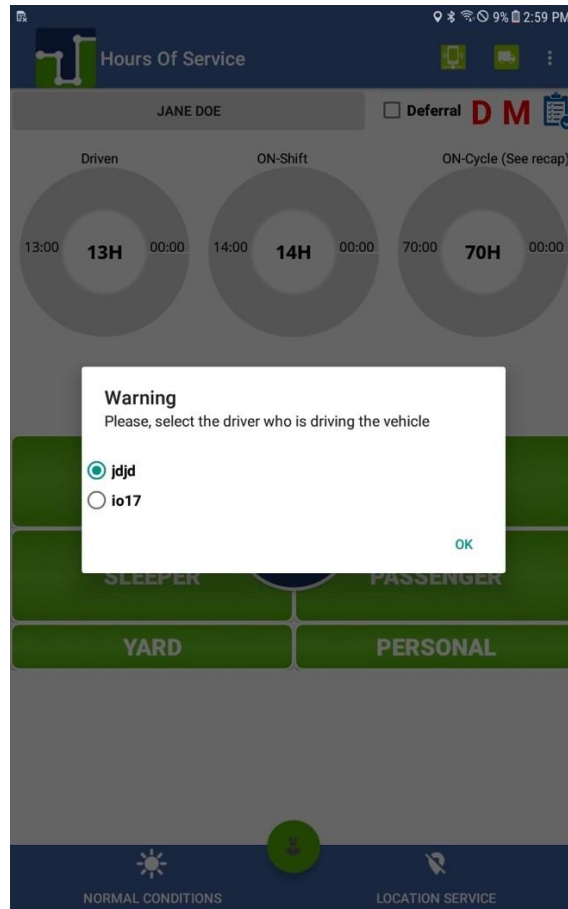 9% 2:59 PM
Hours Of Service
JANE DOE
Deferral D M
Driven
ON-Shift
ON-Cycle (See recap)
13:00 13H 00:00
14:00 14H 00:00
70:00 70H 00:00
Warning
Please, select the driver who is driving the vehicle
jdjd
io17
OK
SLEEPER
PASSENGER
YARD
PERSONAL
NORMAL CONDITIONS
LOCATION SERVICE